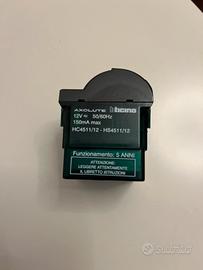 AXOLUTE bticino
12V≂ 50/60Hz
150mA max
HC4511/12 - HS4511/12
Funzionamento: 5 ANNI
ATTENZIONE:
LEGGERE ATTENTAMENTE
IL LIBRETTO ISTRUZIONI
subito